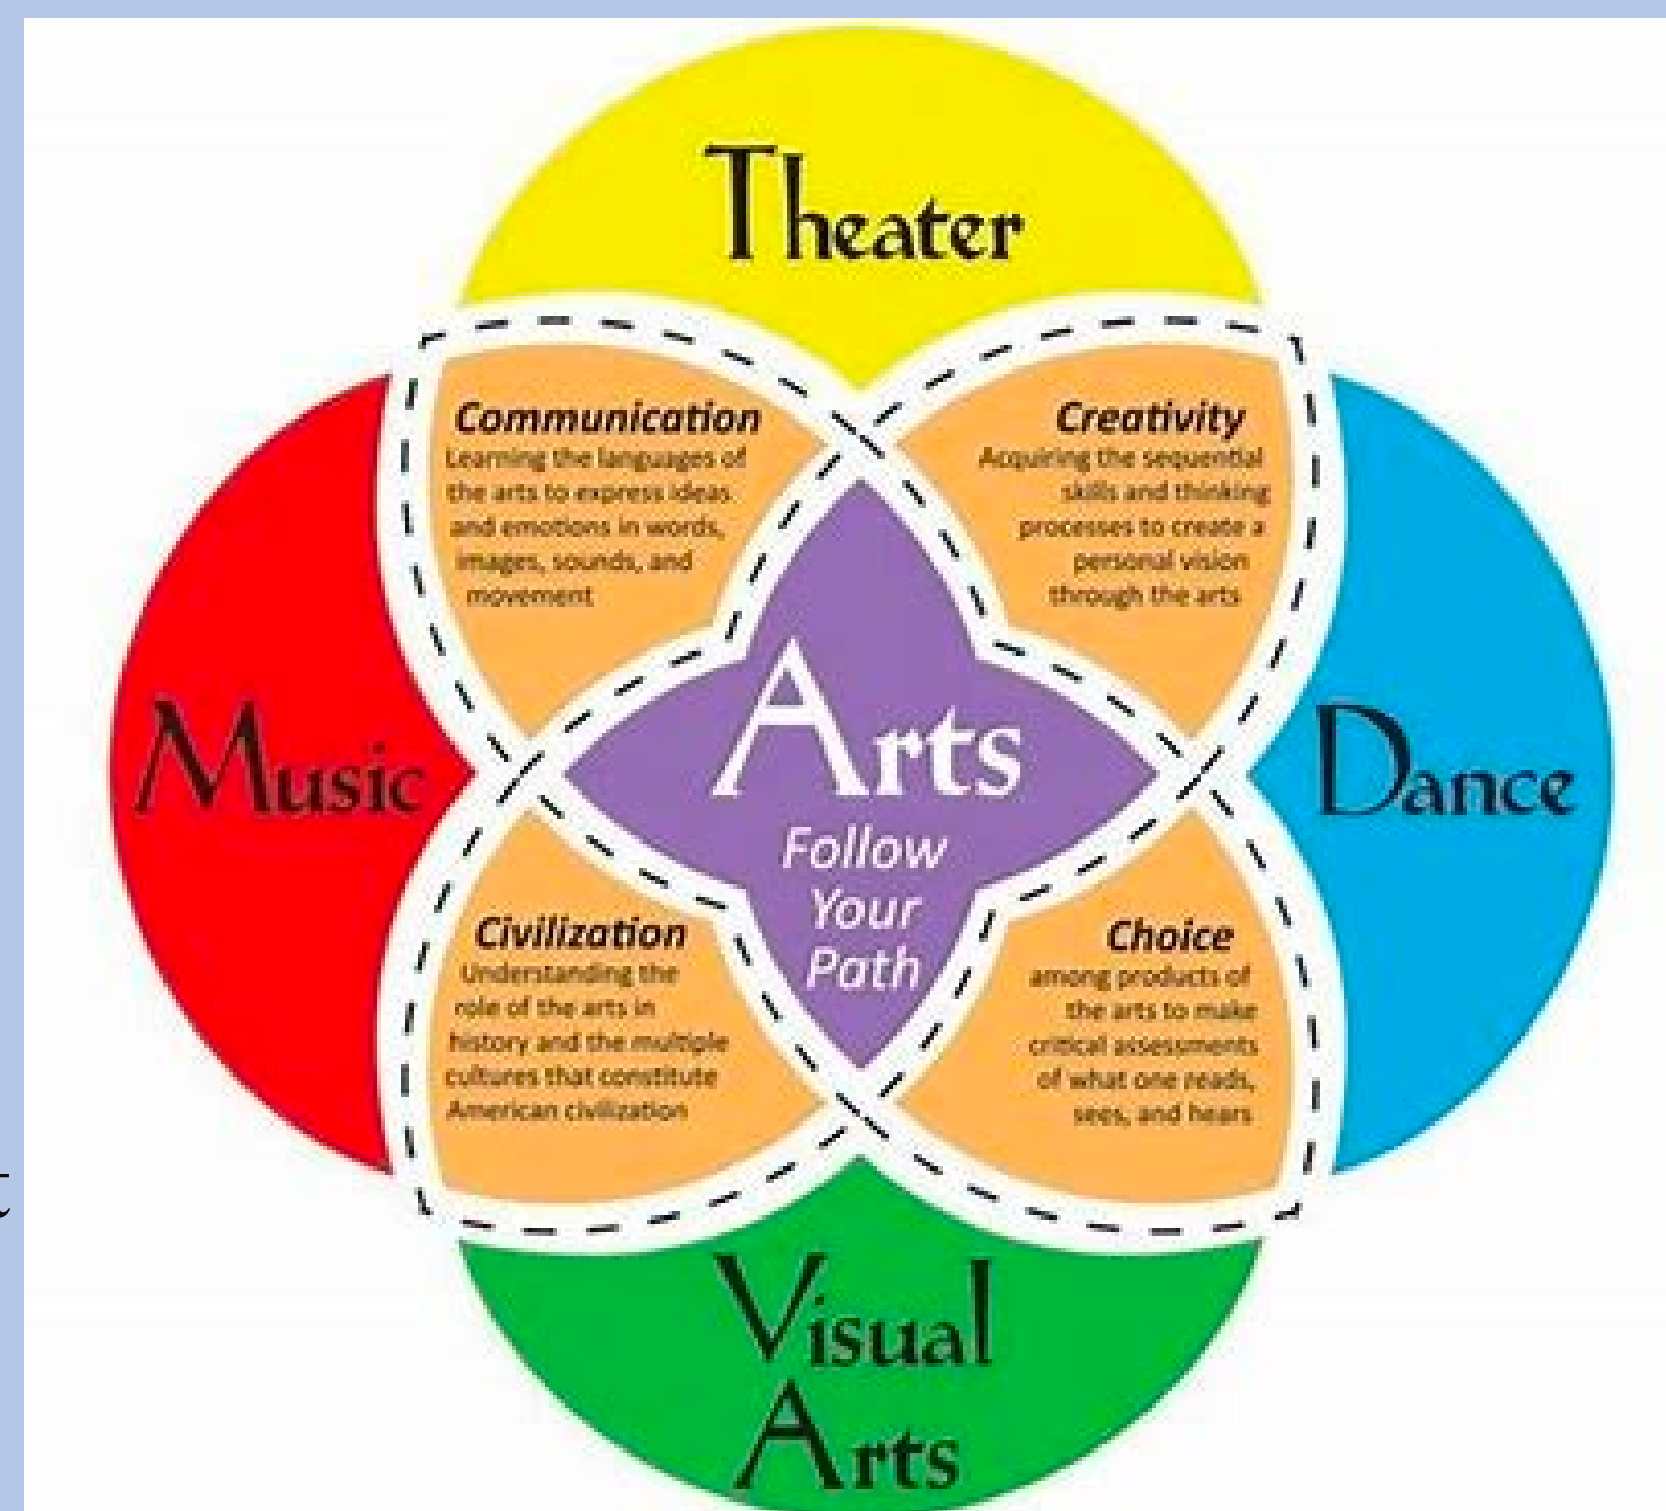 Theater
Communication
Learning the languages of
the arts to express ideas
and emotions in words,
images, sounds, and
movement
Creativity
Acquiring the sequential
skills and thinking
processes to create a
personal vision
through the arts
Music
Arts
Follow
Your
Path
Dance
Civilization
Understanding the
role of the arts in
history and the multiple
cultures that constitute
American civilization
Choice
among products of
the arts to make
critical assessments
of what one reads,
sees, and hears
Visual
Arts